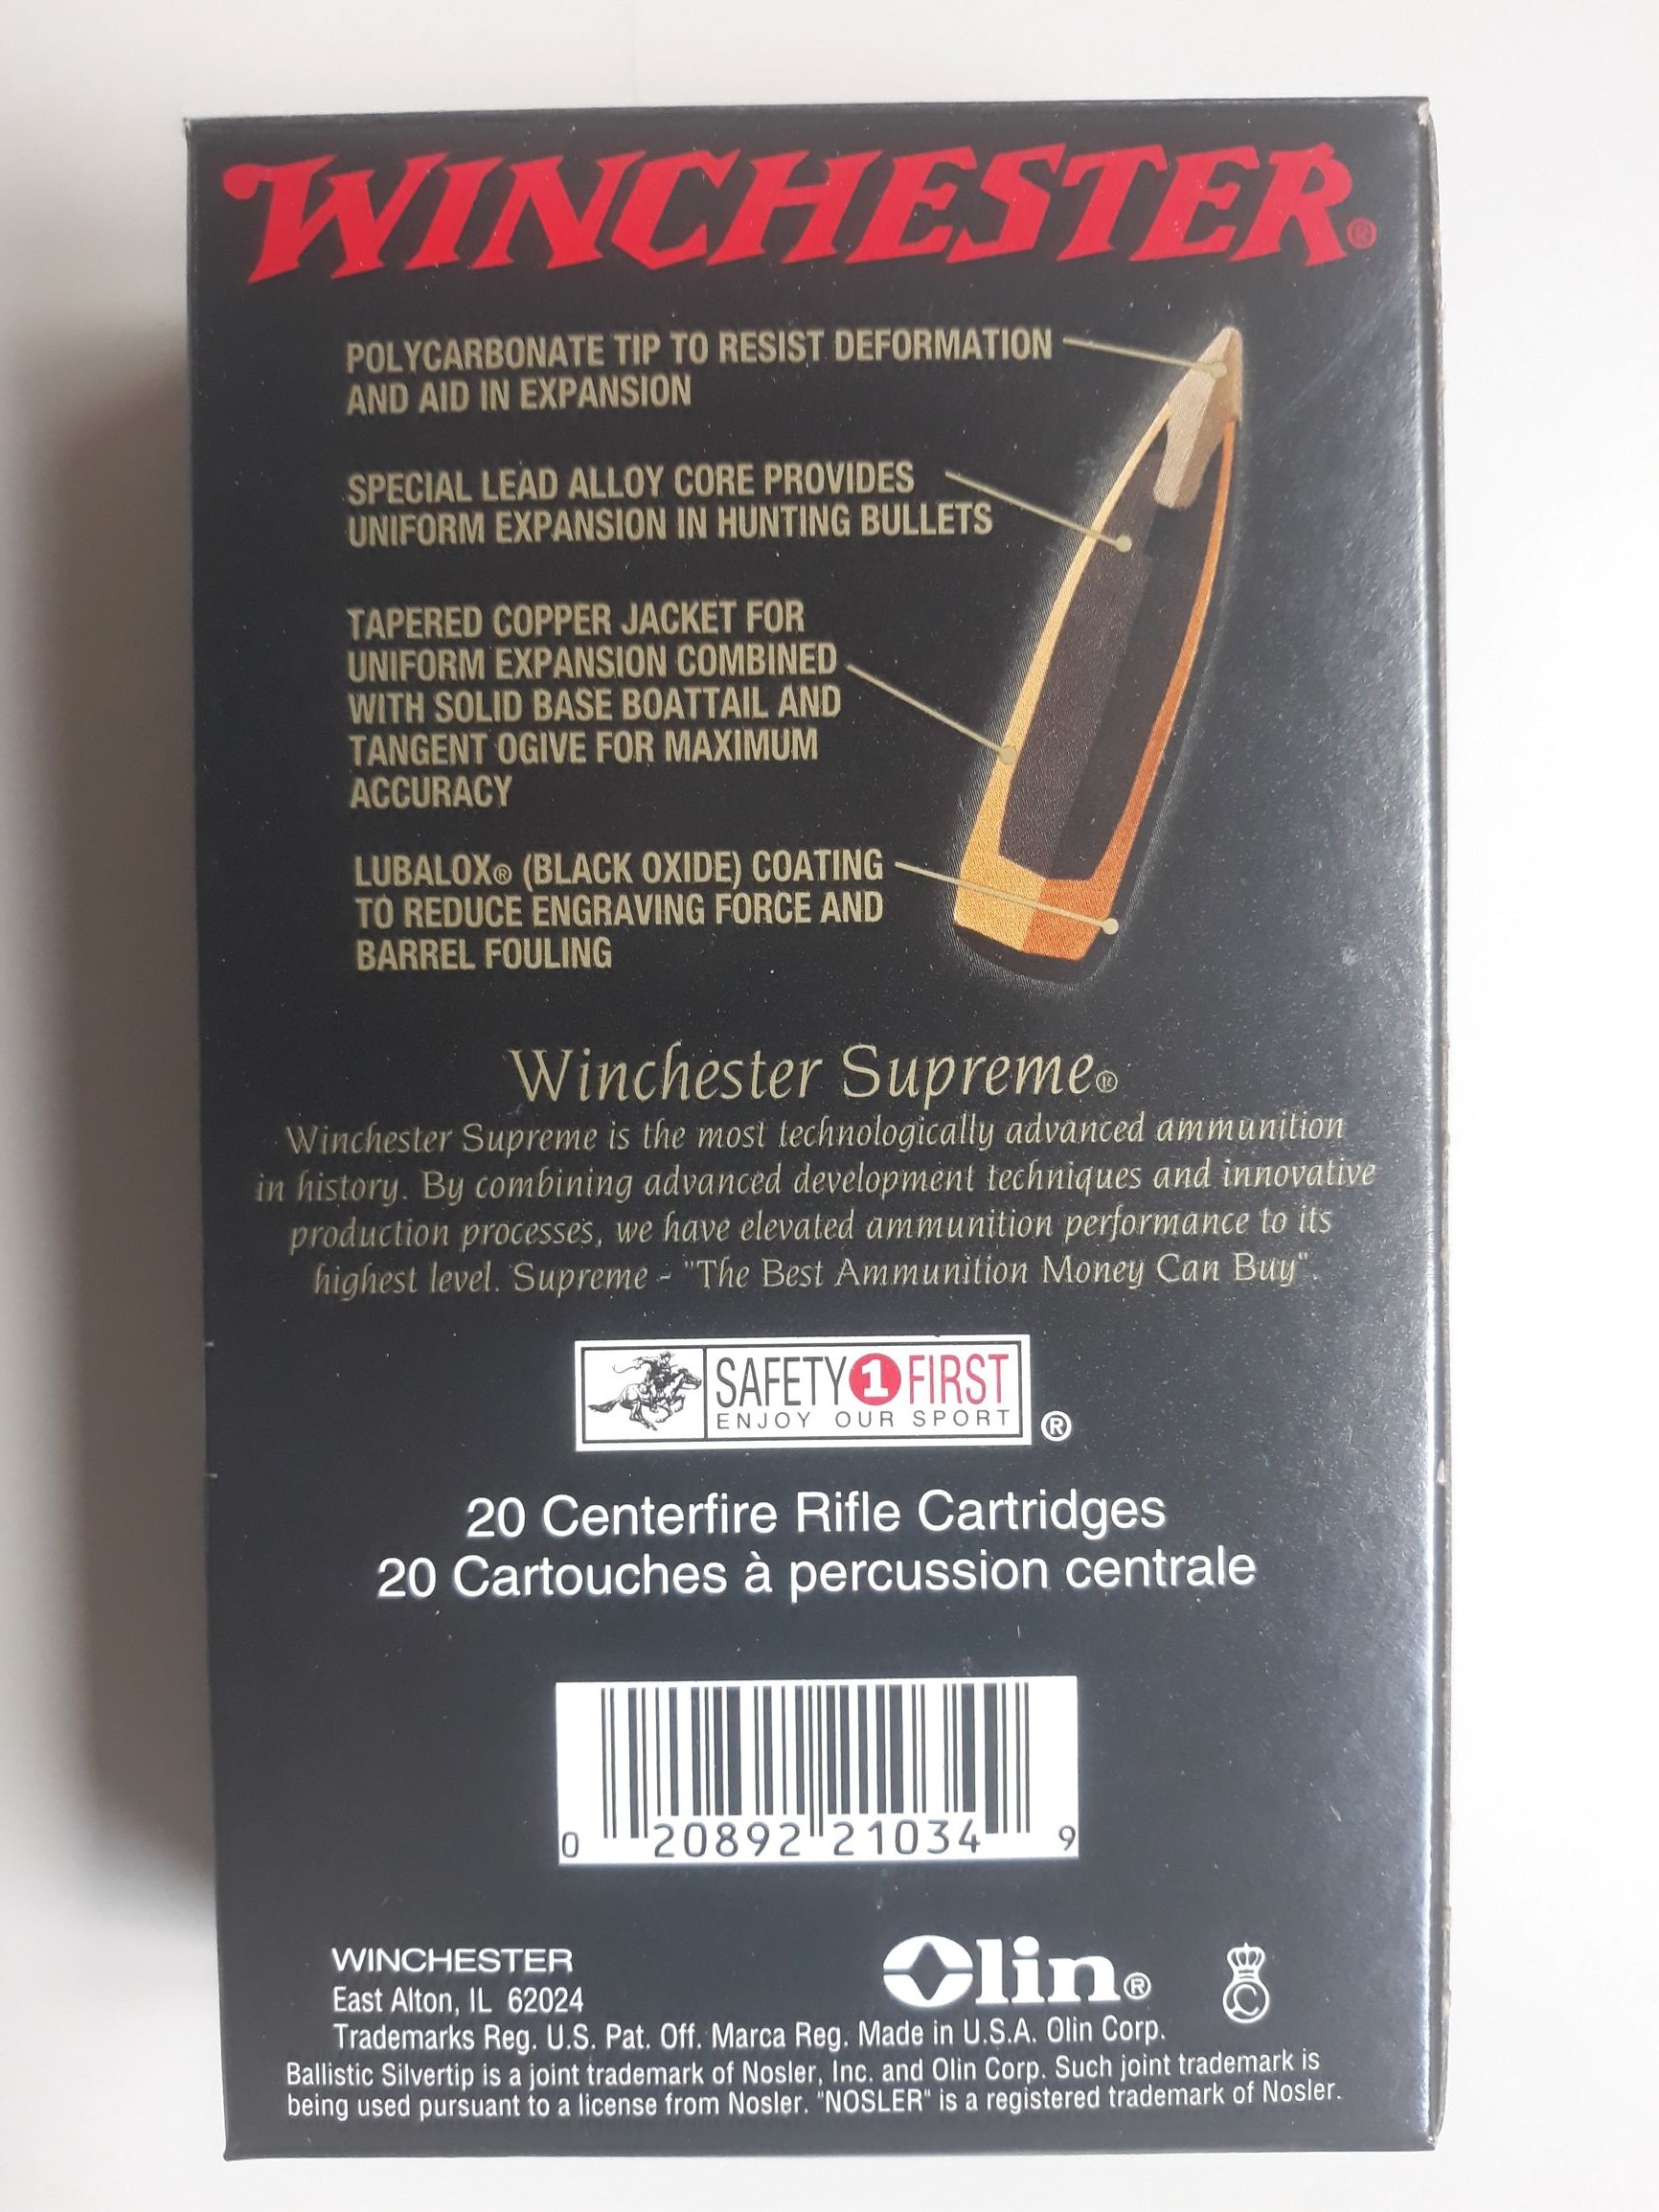 WINCHESTER®
POLYCARBONATE TIP TO RESIST DEFORMATION
AND AID IN EXPANSION
SPECIAL LEAD ALLOY CORE PROVIDES
UNIFORM EXPANSION IN HUNTING BULLETS
TAPERED COPPER JACKET FOR
UNIFORM EXPANSION COMBINED
WITH SOLID BASE BOATTAIL AND
TANGENT OGIVE FOR MAXIMUM
ACCURACY
LUBALOX® (BLACK OXIDE) COATING
TO REDUCE ENGRAVING FORCE AND
BARREL FOULING
Winchester Supreme®
Winchester Supreme is the most technologically advanced ammunition
in history. By combining advanced development techniques and innovative
production processes, we have elevated ammunition performance to its
highest level. Supreme ~ "The Best Ammunition Money Can Buy".
SAFETY 1 FIRST
ENJOY OUR SPORT ®
20 Centerfire Rifle Cartridges
20 Cartouches à percussion centrale
0 20892 21034 9
WINCHESTER
East Alton, IL 62024
Olin®
C
Trademarks Reg. U.S. Pat. Off. Marca Reg. Made in U.S.A. Olin Corp.
Ballistic Silvertip is a joint trademark of Nosler, Inc. and Olin Corp. Such joint trademark is
being used pursuant to a license from Nosler. "NOSLER" is a registered trademark of Nosler.